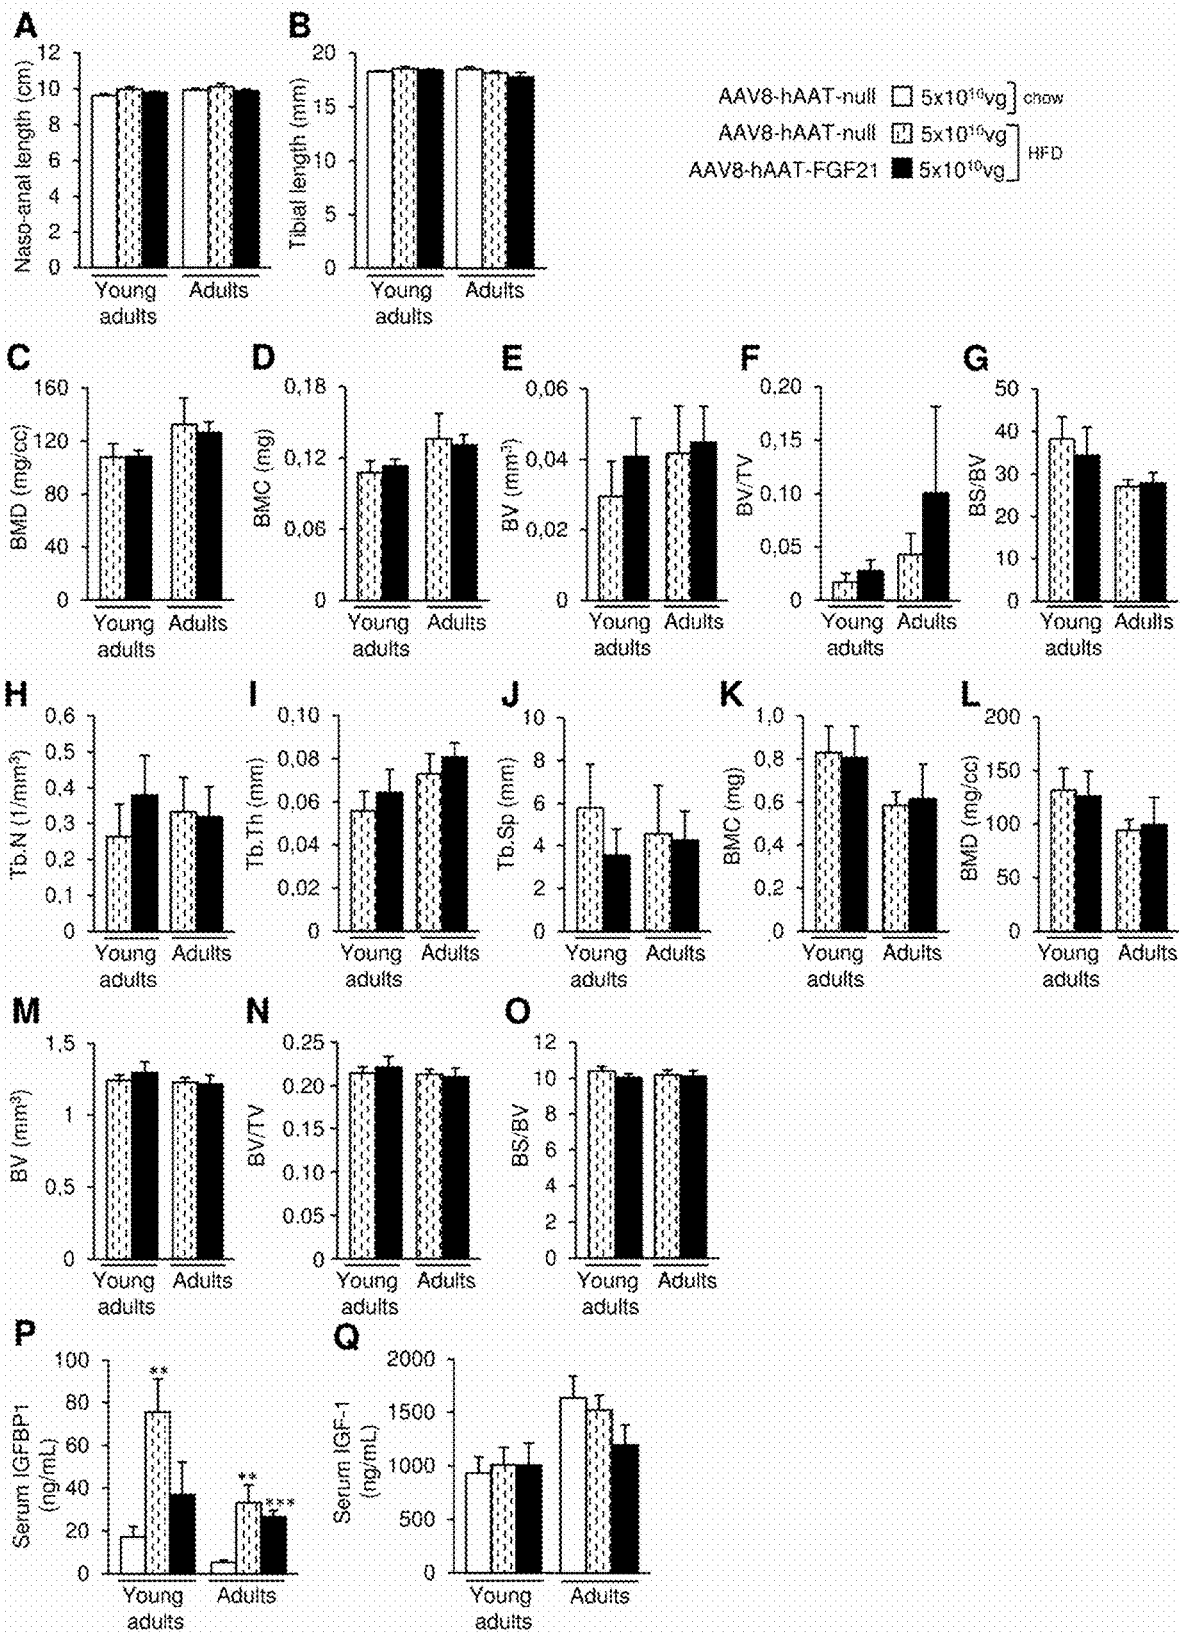 A
Naso-anal length (cm)
12
10
8
6
4
2
0
Young
adults
Adults
B
Tibial length (mm)
20
15
10
5
0
Young
adults
Adults
AAV8-hAAT-null 5x10¹⁰vg chow
AAV8-hAAT-null 5x10¹⁰vg
HFD
AAV8-hAAT-FGF21 5x10¹⁰vg
C
BMD (mg/cc)
160
120
80
40
0
Young
adults
Adults
D
BMC (mg)
0,18
0,12
0,06
0
Young
adults
Adults
E
BV (mm³)
0,06
0,04
0,02
0
Young
adults
Adults
F
BV/TV
0,20
0,15
0,10
0,05
0
Young
adults
Adults
G
BS/BV
50
40
30
20
10
0
Young
adults
Adults
H
Tb.N (1/mm³)
0,6
0,5
0,4
0,3
0,2
0,1
0
Young
adults
Adults
I
Tb.Th (mm)
0.10
0.08
0.06
0.04
0.02
0
Young
adults
Adults
J
Tb.Sp (mm)
10
8
6
4
2
0
Young
adults
Adults
K
BMC (mg)
1,0
0,8
0,6
0,4
0,2
0
Young
adults
Adults
L
BMD (mg/cc)
200
150
100
50
0
Young
adults
Adults
M
BV (mm³)
1,5
1
0,5
0
Young
adults
Adults
N
BV/TV
0.25
0.20
0.15
0.10
0.05
0
Young
adults
Adults
O
BS/BV
12
10
8
6
4
2
0
Young
adults
Adults
P
Serum IGFBP1
(ng/mL)
100
80
60
40
20
0
**
**
***
Young
adults
Adults
Q
Serum IGF-1
(ng/mL)
2000
1500
1000
500
0
Young
adults
Adults